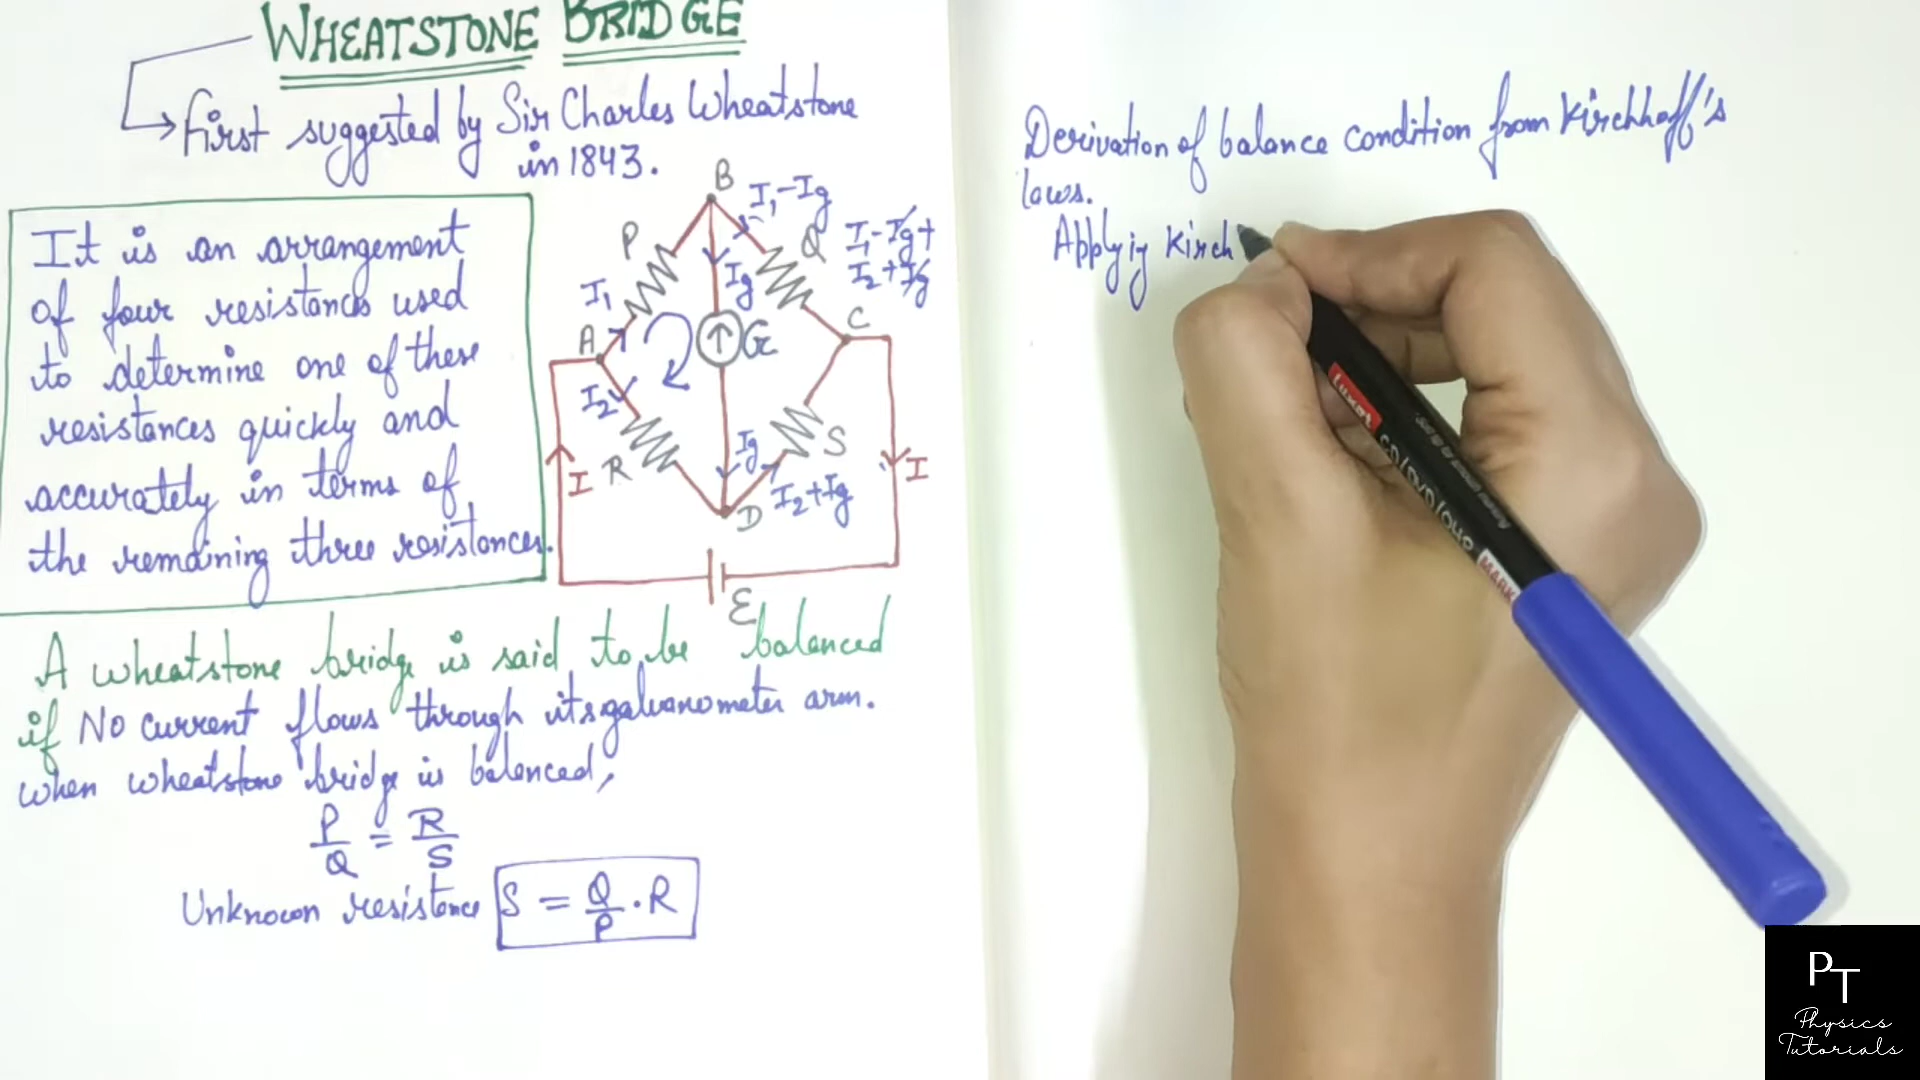 WHEATSTONE BRIDGE
First suggested by Sir Charles Wheatstone
in 1843.
It is an arrangement
of four resistances used
to determine one of these
resistances quickly and
accurately in terms of
the remaining three resistances.
B
I₁-Ig
P
Q
I₁-Ig+
I₂+Ig
I₁
Ig
A
G
C
I₂
R
I
Ig
S
I
D
I₂+Ig
ε
A wheatstone bridge is said to be balanced
if No current flows through its galvanometer arm.
when wheatstone bridge is balanced,
P/Q = R/S
Unknown resistance S = Q/P · R
Derivation of balance condition from Kirchhoff's
laws.
Applyig Kirch
Luxor
MARK
PT
Physics
Tutorials